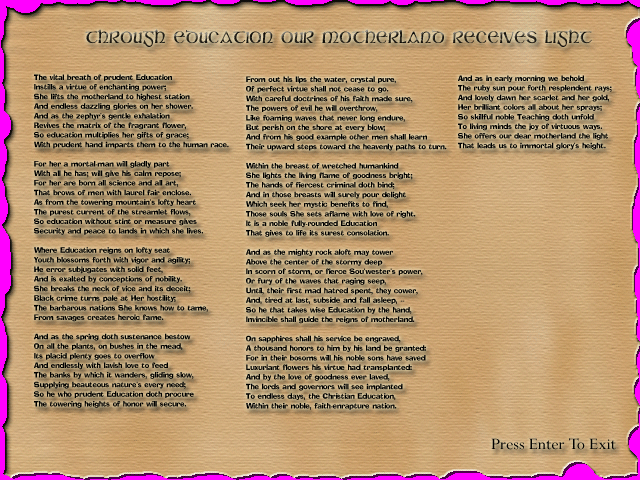 Through Education Our Motherland Receives Light
The vital breath of prudent Education
Instills a virtue of enchanting power;
She lifts the motherland to highest station
And endless dazzling glories on her shower.
And as the zephyr's gentle exhalation
Revives the matrix of the fragrant flower,
So education multiplies her gifts of grace;
With prudent hand imparts them to the human race.
For her a mortal-man will gladly part
With all he has; will give his calm repose;
For her are born all science and all art,
That brows of men with laurel fair enclose.
As from the towering mountain's lofty heart
The purest current of the streamlet flows,
So education without stint or measure gives
Security and peace to lands in which she lives.
Where Education reigns on lofty seat
Youth blossoms forth with vigor and agility;
He error subjugates with solid feet,
And is exalted by conceptions of nobility.
She breaks the neck of vice and its deceit;
Black crime turns pale at Her hostility;
The barbarous nations She knows how to tame,
From savages creates heroic fame.
And as the spring doth sustenance bestow
On all the plants, on bushes in the mead,
Its placid plenty goes to overflow
And endlessly with lavish love to feed
The banks by which it wanders, gliding slow,
Supplying beauteous nature's every need;
So he who prudent Education doth procure
The towering heights of honor will secure.
From out his lips the water, crystal pure,
Of perfect virtue shall not cease to go.
With careful doctrines of his faith made sure,
The powers of evil he will overthrow,
Like foaming waves that never long endure,
But perish on the shore at every blow;
And from his good example other men shall learn
Their upward steps toward the heavenly paths to turn.
Within the breast of wretched humankind
She lights the living flame of goodness bright;
The hands of fiercest criminal doth bind;
And in those breasts will surely pour delight
Which seek her mystic benefits to find,
Those souls She sets aflame with love of right.
It is a noble fully-rounded Education
That gives to life its surest consolation.
And as the mighty rock aloft may tower
Above the center of the stormy deep
In scorn of storm, or fierce Sou'wester's power,
Or fury of the waves that raging seep,
Until, their first mad hatred spent, they cower,
And, tired at last, subside and fall asleep, --
So he that takes wise Education by the hand,
Invincible shall guide the reigns of motherland.
On sapphires shall his service be engraved,
A thousand honors to him by his land be granted;
For in their bosoms will his noble sons have saved
Luxuriant flowers his virtue had transplanted:
And by the love of goodness ever laved,
The lords and governors will see implanted
To endless days, the Christian Education,
Within their noble, faith-enrapture nation.
And as in early morning we behold
The ruby sun pour forth resplendent rays;
And lovely dawn her scarlet and her gold,
Her brilliant colors all about her sprays;
So skillful noble Teaching doth unfold
To living minds the joy of virtuous ways.
She offers our dear motherland the light
That leads us to immortal glory's height.
Press Enter To Exit